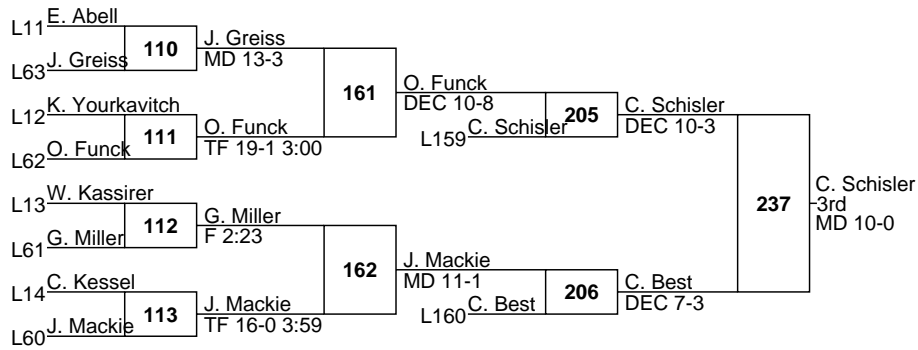 L11 E. Abell
110
L63 J. Greiss
J. Greiss
MD 13-3
L12 K. Yourkavitch
111
L62 O. Funck
O. Funck
TF 19-1 3:00
161
O. Funck
DEC 10-8
L159 C. Schisler
205
C. Schisler
DEC 10-3
L13 W. Kassirer
112
L61 G. Miller
G. Miller
F 2:23
L14 C. Kessel
113
L60 J. Mackie
J. Mackie
TF 16-0 3:59
162
J. Mackie
MD 11-1
L160 C. Best
206
C. Best
DEC 7-3
237
C. Schisler
3rd
MD 10-0